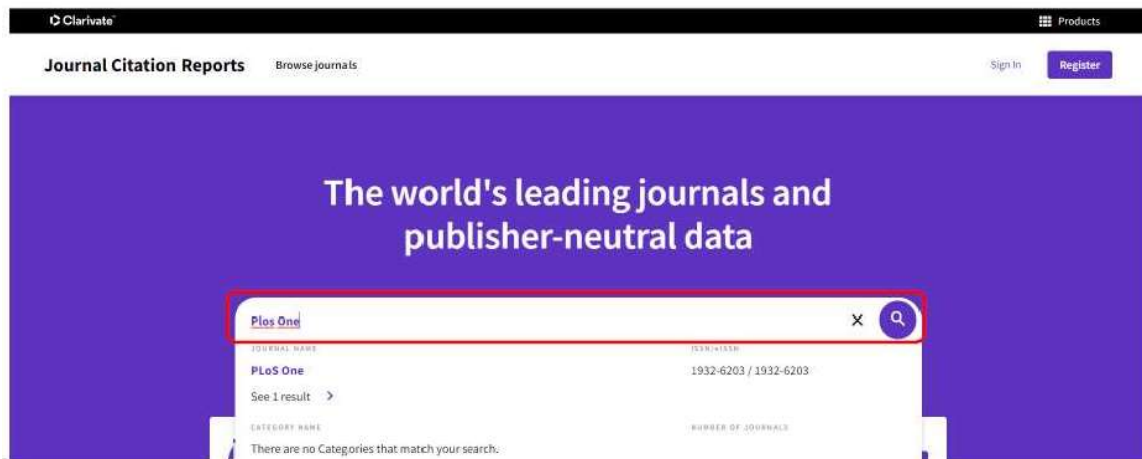 Clarivate™
Products
Journal Citation Reports
Browse journals
Sign In
Register
The world's leading journals and
publisher-neutral data
Plos One
JOURNAL NAME
ISSN/eISSN
PLoS One
1932-6203 / 1932-6203
See 1 result
CATEGORY NAME
NUMBER OF JOURNALS
There are no Categories that match your search.